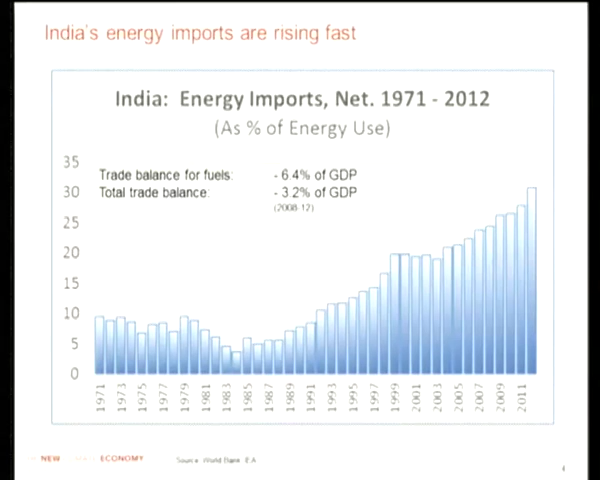 India's energy imports are rising fast
India: Energy Imports, Net. 1971 - 2012
(As % of Energy Use)
35
Trade balance for fuels: - 6.4% of GDP
30
Total trade balance: - 3.2% of GDP
(2008-12)
25
20
15
10
5
0
1971 1973 1975 1977 1979 1981 1983 1985 1987 1989 1991 1993 1995 1997 1999 2001 2003 2005 2007 2009 2011
NEW ECONOMY Source: World Bank IEA
4